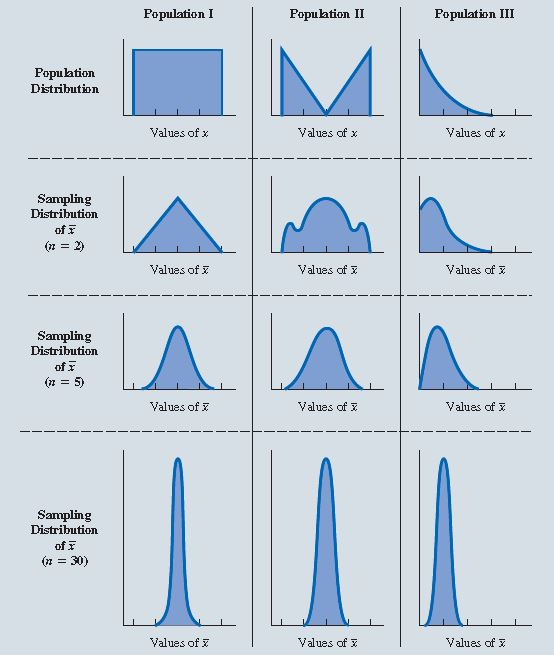 Population I
Population II
Population III
Population
Distribution
Values of x
Values of x
Values of x
Sampling
Distribution
of x̅
(n = 2)
Values of x̅
Values of x̅
Values of x̅
Sampling
Distribution
of x̅
(n = 5)
Values of x̅
Values of x̅
Values of x̅
Sampling
Distribution
of x̅
(n = 30)
Values of x̅
Values of x̅
Values of x̅